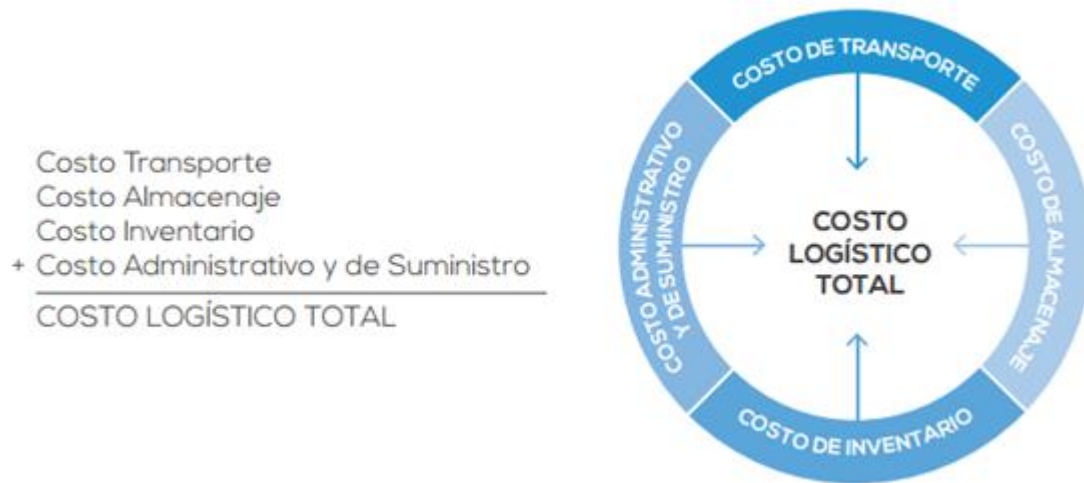 Costo Transporte
Costo Almacenaje
Costo Inventario
+ Costo Administrativo y de Suministro
COSTO LOGÍSTICO TOTAL
COSTO DE TRANSPORTE
COSTO ADMINISTRATIVO
Y DE SUMINISTRO
COSTO
LOGÍSTICO
TOTAL
COSTO DE ALMACENAJE
COSTO DE INVENTARIO